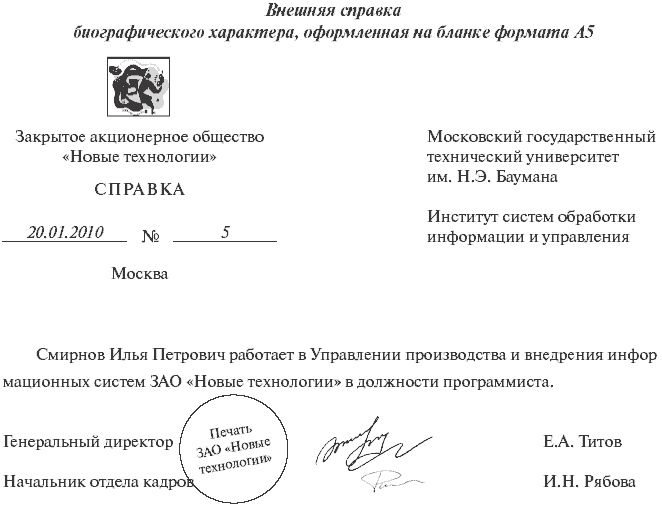 Внешняя справка
биографического характера, оформленная на бланке формата А5
Закрытое акционерное общество
«Новые технологии»
СПРАВКА
20.01.2010 № 5
Москва
Московский государственный
технический университет
им. Н.Э. Баумана
Институт систем обработки
информации и управления
Смирнов Илья Петрович работает в Управлении производства и внедрения инфор
мационных систем ЗАО «Новые технологии» в должности программиста.
Генеральный директор
Печать
ЗАО «Новые
технологии»
Е.А. Титов
Начальник отдела кадров
И.Н. Рябова